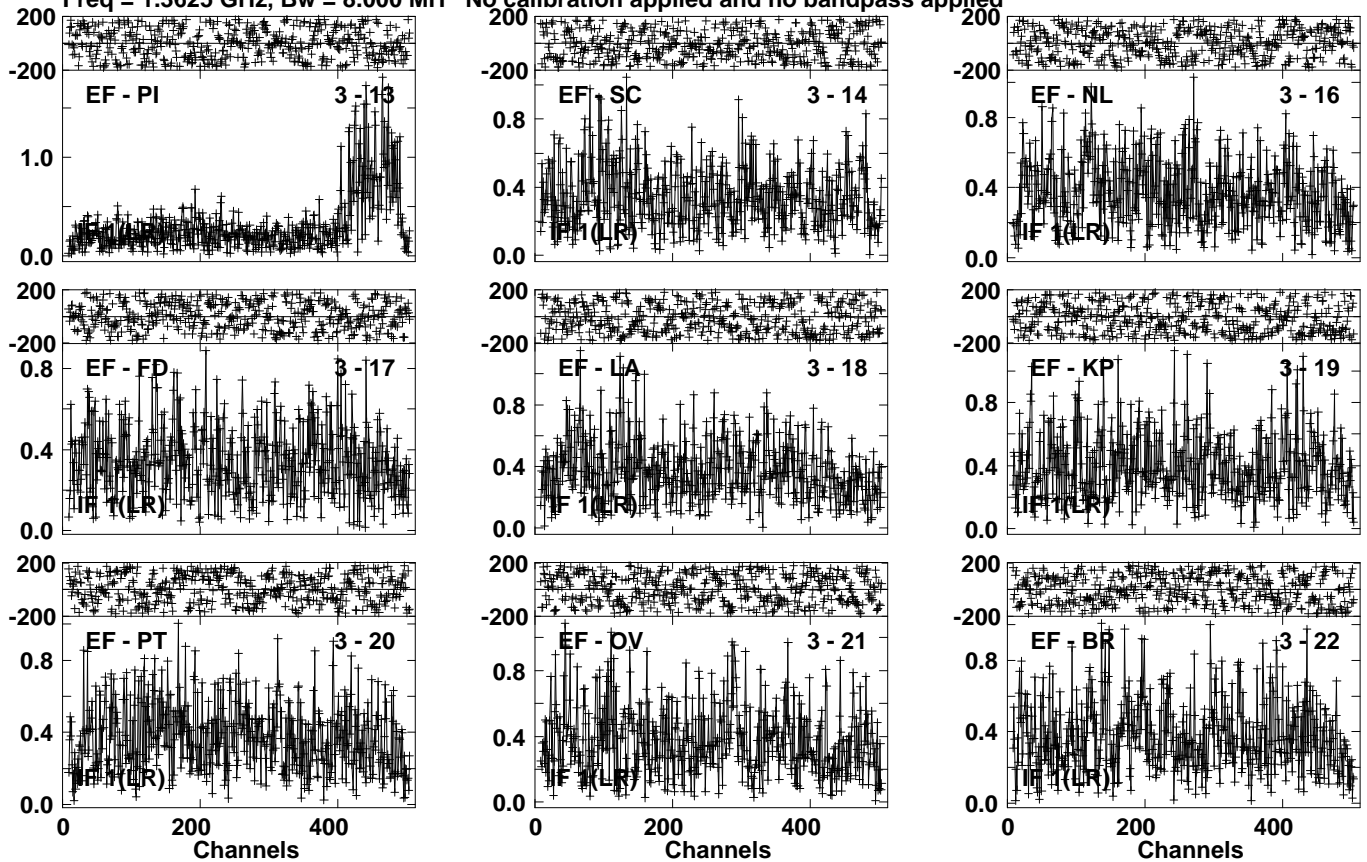 Freq = 1.5625 GHz, Bw = 8.000 MH No calibration applied and no bandpass applied
200 200 200
-200 -200 -200
EF - PI 3 - 13 EF - SC 3 - 14 EF - NL 3 - 16
1.0 0.8 0.8
0.4 0.4
IF 1(LR) IF 1(LR) IF 1(LR)
0.0 0.0 0.0
200 200 200
-200 -200 -200
EF - FD 3 - 17 EF - LA 3 - 18 EF - KP 3 - 19
0.8 0.8 0.8
0.4 0.4 0.4
IF 1(LR) IF 1(LR) IF 1(LR)
0.0 0.0 0.0
200 200 200
-200 -200 -200
EF - PT 3 - 20 EF - OV 3 - 21 EF - BR 3 - 22
0.8 0.8 0.8
0.4 0.4 0.4
IF 1(LR) IF 1(LR) IF 1(LR)
0.0 0.0 0.0
0 200 400 0 200 400 0 200 400
Channels Channels Channels